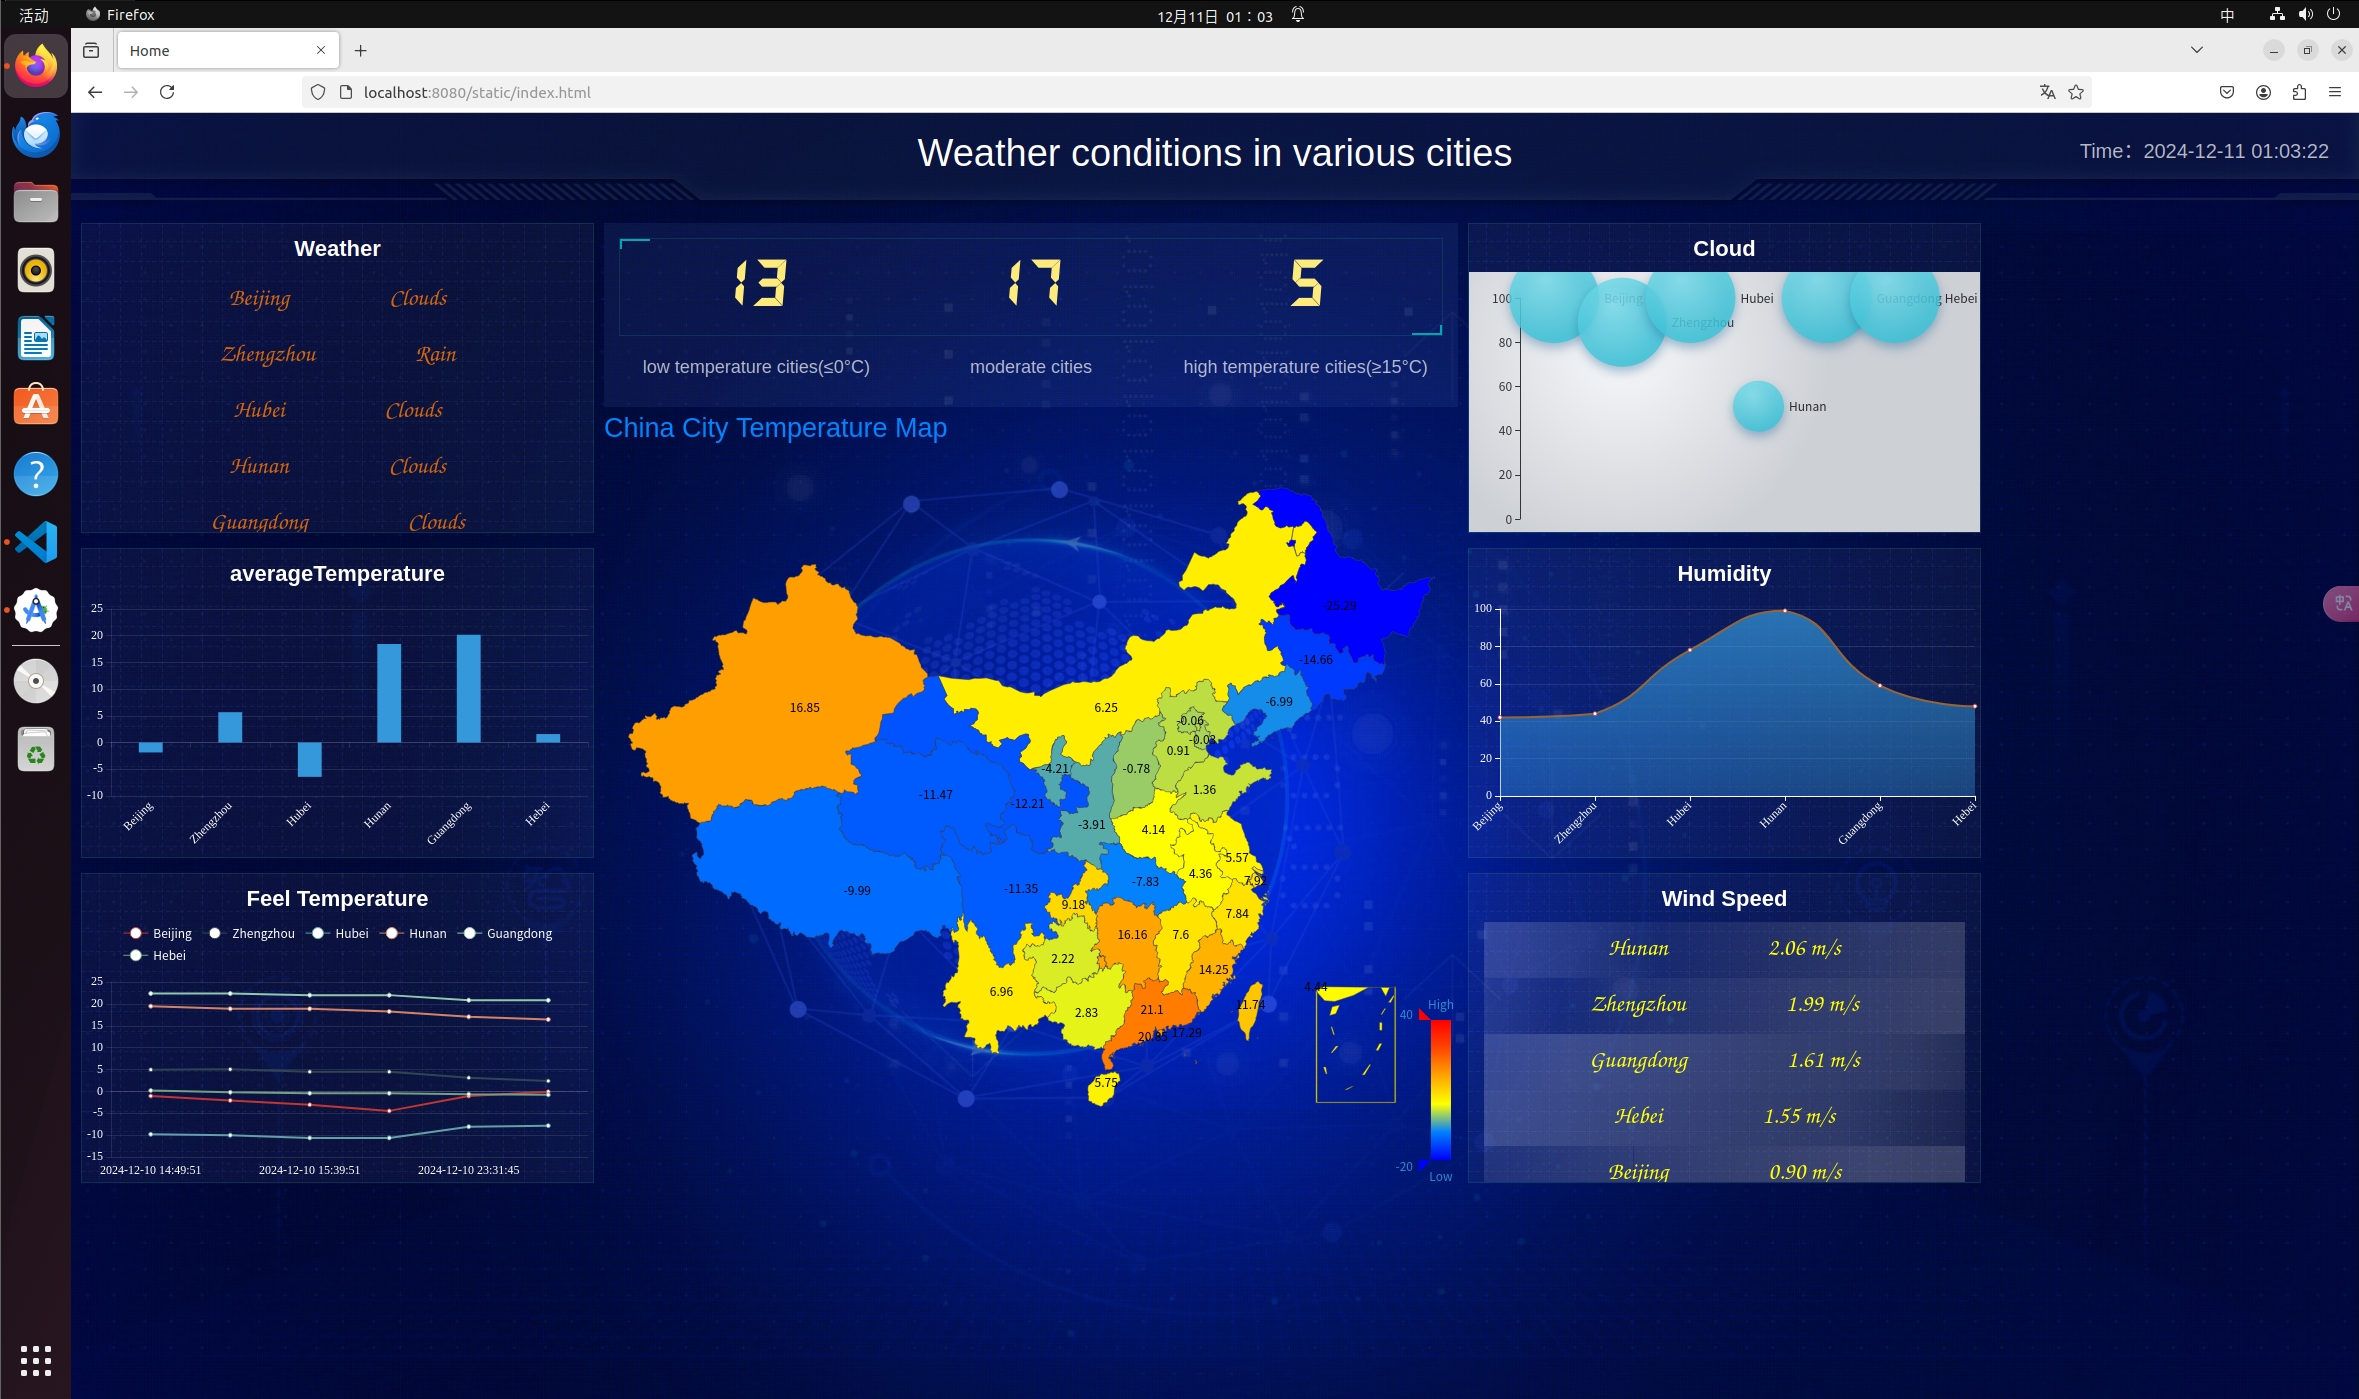 活动
Firefox
12月11日 01：03
中
Home
localhost:8080/static/index.html
Weather conditions in various cities
Time：2024-12-11 01:03:22
Weather
Beijing Clouds
Zhengzhou Rain
Hubei Clouds
Hunan Clouds
Guangdong Clouds
averageTemperature
25
20
15
10
5
0
-5
-10
Beijing
Zhengzhou
Hubei
Hunan
Guangdong
Hebei
Feel Temperature
Beijing Zhengzhou Hubei Hunan Guangdong
Hebei
25
20
15
10
5
0
-5
-10
-15
2024-12-10 14:49:51 2024-12-10 15:39:51 2024-12-10 23:31:45
13 17 5
low temperature cities(≤0°C) moderate cities high temperature cities(≥15°C)
China City Temperature Map
-25.29
-14.66
-6.99
16.85
6.25
-0.06
-0.03
0.91
-4.21
-0.78
1.36
-11.47
-12.21
-3.91
4.14
5.57
4.36
7.92
-7.83
-9.99
-11.35
9.18
7.84
16.16
7.6
2.22
14.25
6.96
2.83
21.1
11.74
4.44
20.85
17.29
5.75
High
40
-20
Low
Cloud
100
80
60
40
20
0
Beijing
Zhengzhou
Hubei
Hunan
Guangdong
Hebei
Humidity
100
80
60
40
20
0
Beijing
Zhengzhou
Hubei
Hunan
Guangdong
Hebei
Wind Speed
Hunan 2.06 m/s
Zhengzhou 1.99 m/s
Guangdong 1.61 m/s
Hebei 1.55 m/s
Beijing 0.90 m/s